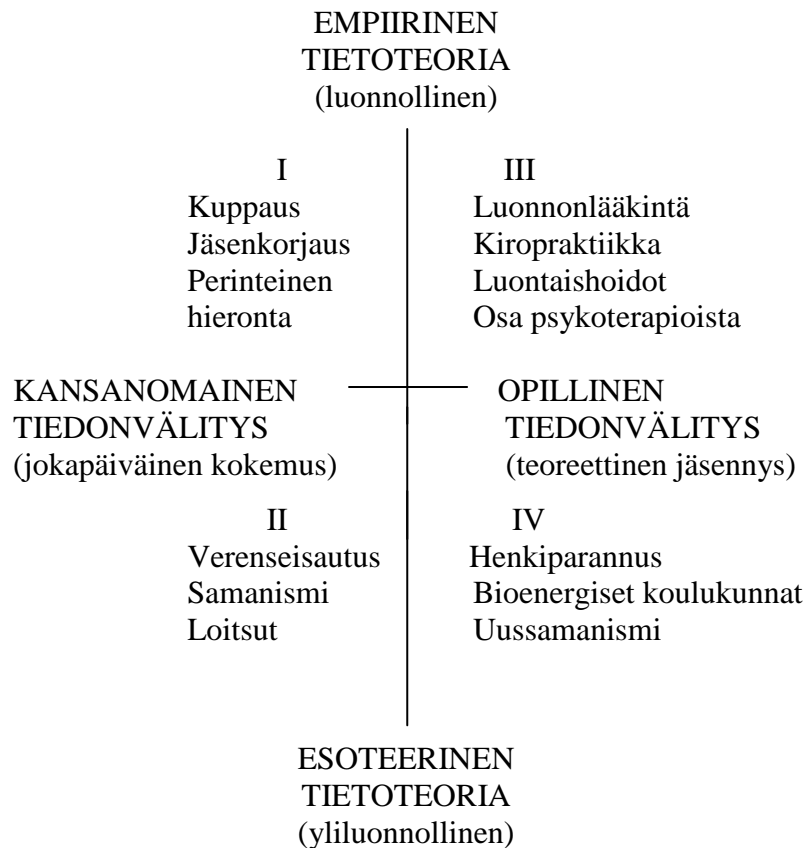 EMPIIRINEN
TIETOTEORIA
(luonnollinen)
I
Kuppaus
Jäsenkorjaus
Perinteinen
hieronta
III
Luonnonlääkintä
Kiropraktiikka
Luontaishoidot
Osa psykoterapioista
KANSANOMAINEN
TIEDONVÄLITYS
(jokapäiväinen kokemus)
OPILLINEN
TIEDONVÄLITYS
(teoreettinen jäsennys)
II
Verenseisautus
Samanismi
Loitsut
IV
Henkiparannus
Bioenergiset koulukunnat
Uussamanismi
ESOTEERINEN
TIETOTEORIA
(yliluonnollinen)